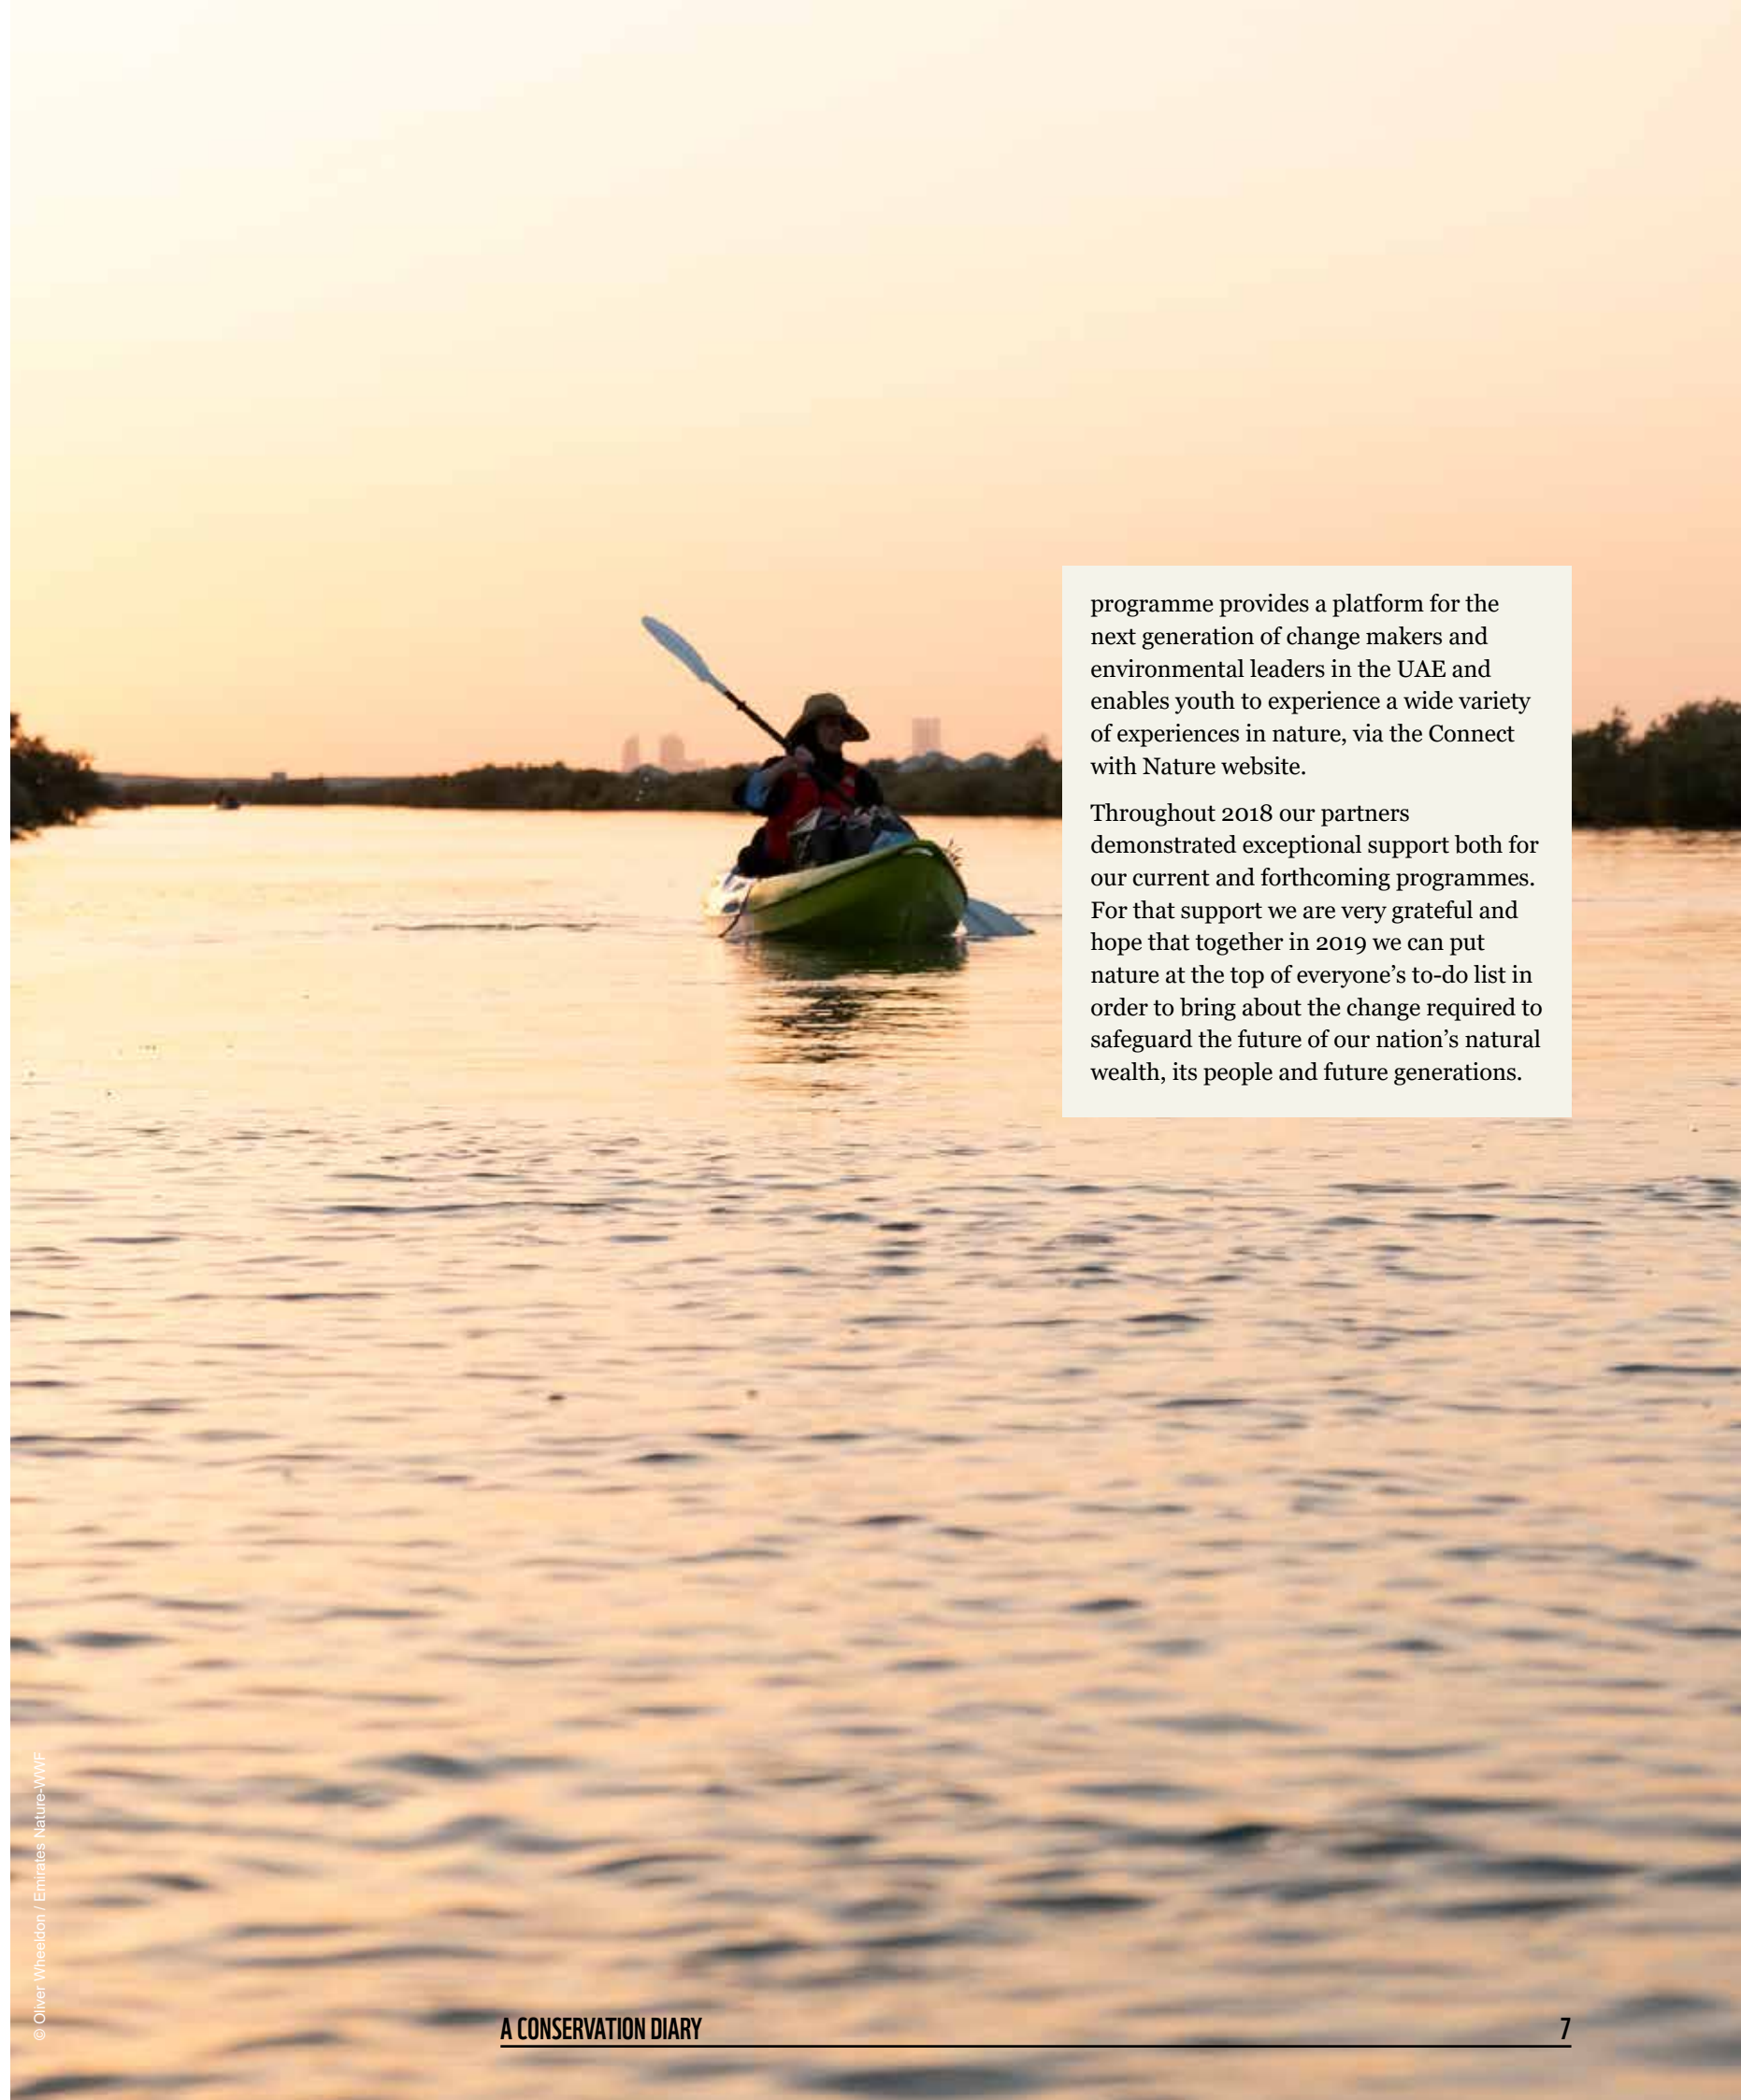 programme provides a platform for the
next generation of change makers and
environmental leaders in the UAE and
enables youth to experience a wide variety
of experiences in nature, via the Connect
with Nature website.
Throughout 2018 our partners
demonstrated exceptional support both for
our current and forthcoming programmes.
For that support we are very grateful and
hope that together in 2019 we can put
nature at the top of everyone’s to-do list in
order to bring about the change required to
safeguard the future of our nation’s natural
wealth, its people and future generations.
© Oliver Wheeldon / Emirates Nature-WWF
A CONSERVATION DIARY
7